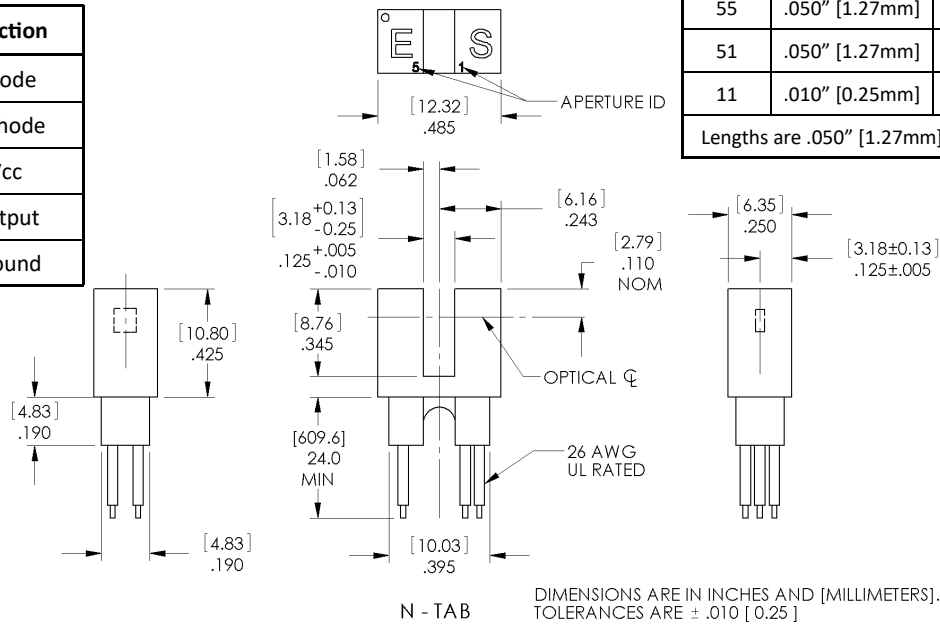 ction
ode
hode
cc
tput
ound
E S
5 1
APERTURE ID
[12.32]
.485
55 .050” [1.27mm]
51 .050” [1.27mm]
11 .010” [0.25mm]
Lengths are .050” [1.27mm]
[1.58]
.062
[3.18 +0.13 -0.25]
.125 +.005 -.010
[6.16]
.243
[2.79]
.110
NOM
[6.35]
.250
[3.18±0.13]
.125±.005
[10.80]
.425
[8.76]
.345
OPTICAL ℄
[4.83]
.190
[609.6]
24.0
MIN
26 AWG
UL RATED
[4.83]
.190
[10.03]
.395
N - TAB
DIMENSIONS ARE IN INCHES AND [MILLIMETERS].
TOLERANCES ARE ± .010 [ 0.25 ]